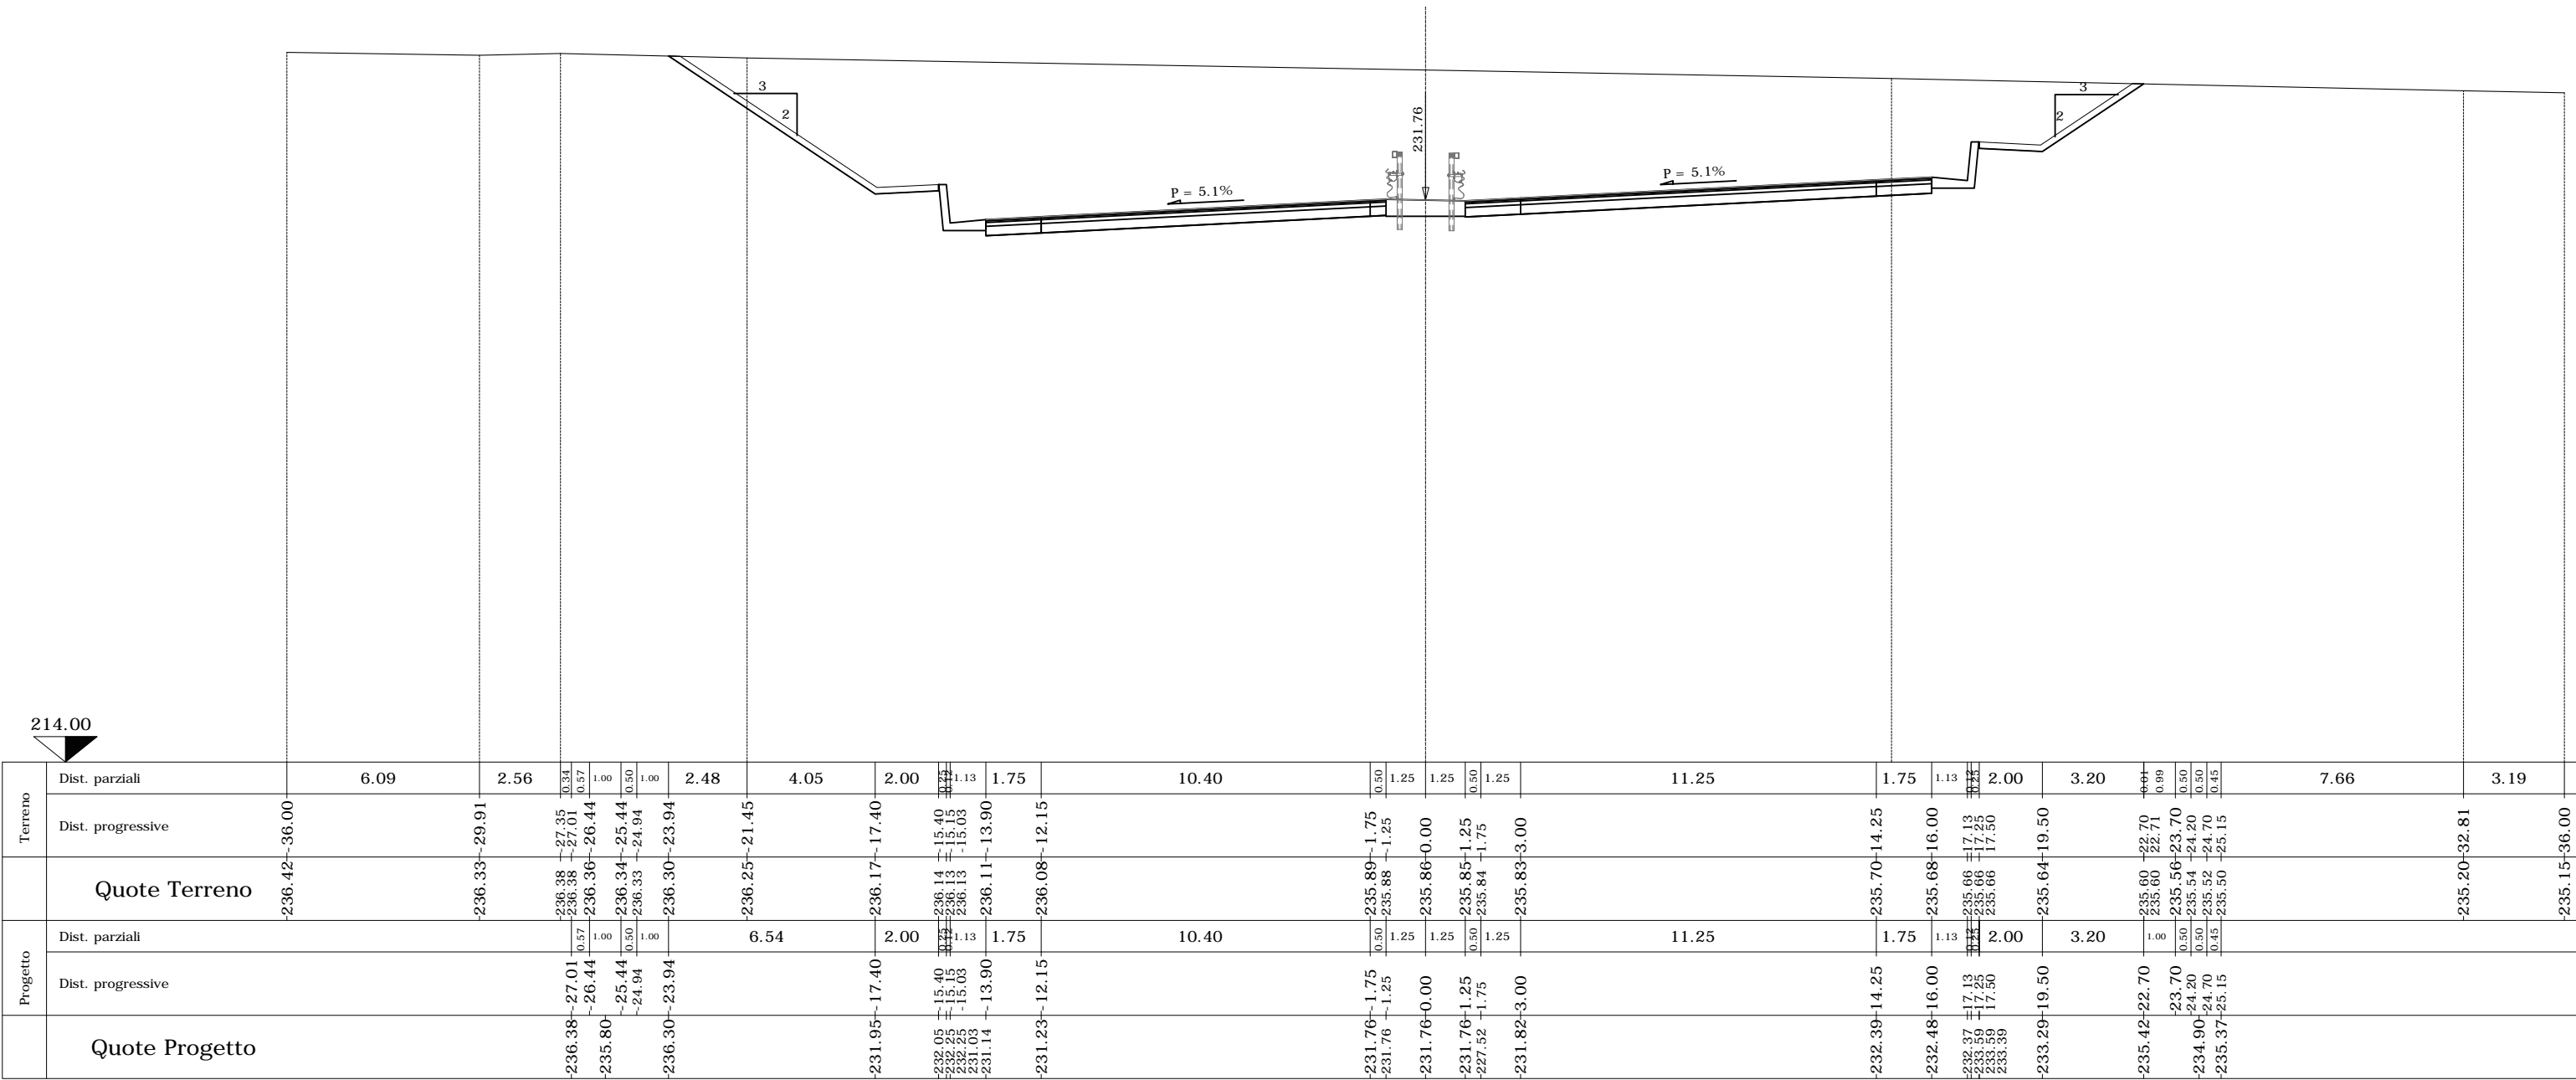 3
2
231.76
P = 5.1%
P = 5.1%
3
2
214.00
Terreno
Dist. parziali
6.09 2.56 0.34 0.57 1.00 0.50 1.00 2.48 4.05 2.00 0.25 0.12 1.13 1.75 10.40 0.50 1.25 1.25 0.50 1.25 11.25 1.75 1.13 0.12 0.25 2.00 3.20 0.01 0.99 0.50 0.50 0.45 7.66 3.19
Dist. progressive
-36.00 -29.91 -27.35 -27.01 -26.44 -25.44 -24.94 -23.94 -21.45 -17.40 -15.40 -15.15 -15.03 -13.90 -12.15 -1.75 -1.25 0.00 1.25 1.75 3.00 14.25 16.00 17.13 17.25 17.50 19.50 22.70 22.71 23.70 24.20 24.70 25.15 32.81 36.00
Quote Terreno
236.42 236.33 236.38 236.38 236.36 236.34 236.33 236.30 236.25 236.17 236.14 236.13 236.13 236.11 236.08 235.89 235.88 235.86 235.85 235.84 235.83 235.70 235.68 235.66 235.66 235.66 235.64 235.60 235.60 235.56 235.54 235.52 235.50 235.20 235.15
Progetto
Dist. parziali
0.57 1.00 0.50 1.00 6.54 2.00 0.25 0.12 1.13 1.75 10.40 0.50 1.25 1.25 0.50 1.25 11.25 1.75 1.13 0.12 0.25 2.00 3.20 1.00 0.50 0.50 0.45
Dist. progressive
-27.01 -26.44 -25.44 -24.94 -23.94 -17.40 -15.40 -15.15 -15.03 -13.90 -12.15 -1.75 -1.25 0.00 1.25 1.75 3.00 14.25 16.00 17.13 17.25 17.50 19.50 22.70 23.70 24.20 24.70 25.15
Quote Progetto
236.38 235.80 236.30 231.95 232.05 232.25 232.25 231.03 231.14 231.23 231.76 231.76 231.76 231.76 227.52 231.82 232.39 232.48 232.37 233.59 233.59 233.39 233.29 235.42 234.90 235.37